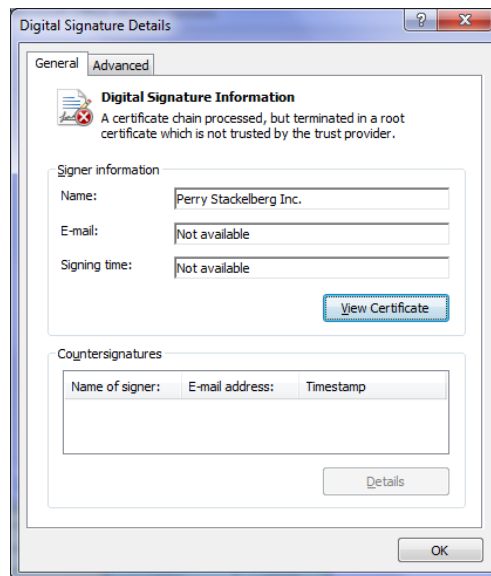 Digital Signature Details
General
Advanced
Digital Signature Information
A certificate chain processed, but terminated in a root
certificate which is not trusted by the trust provider.
Signer information
Name:
Perry Stackelberg Inc.
E-mail:
Not available
Signing time:
Not available
View Certificate
Countersignatures
Name of signer:
E-mail address:
Timestamp
Details
OK